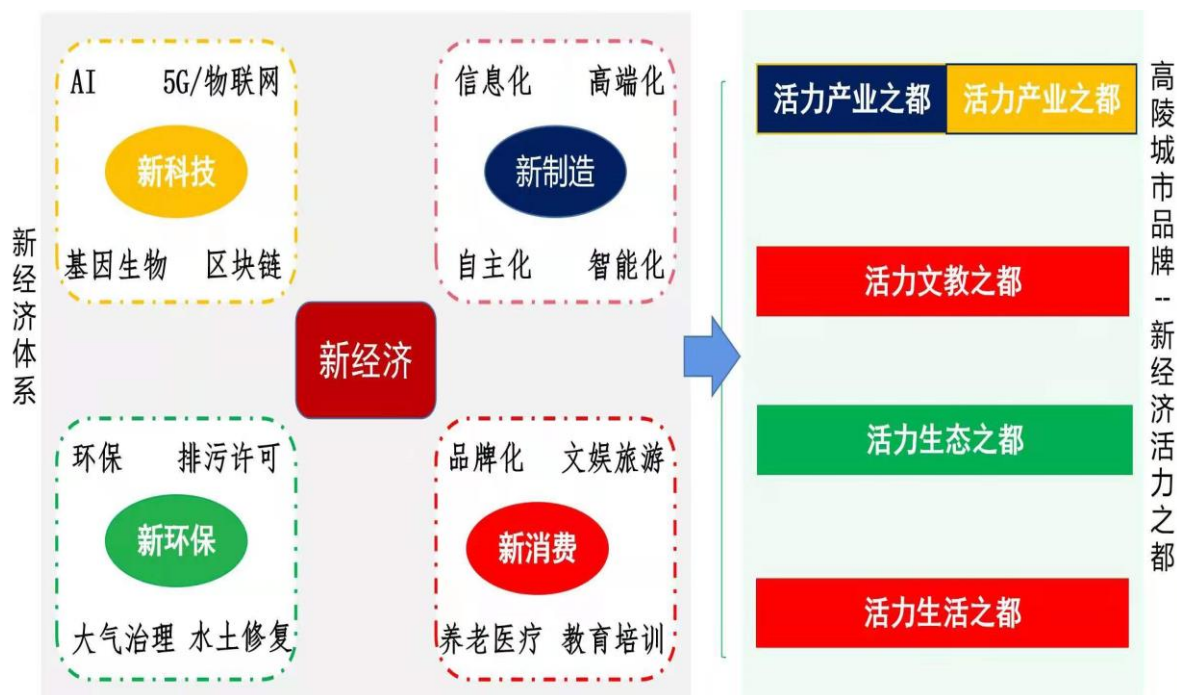 新经济体系
AI 5G/物联网
新科技
基因生物 区块链
信息化 高端化
新制造
自主化 智能化
新经济
环保 排污许可
新环保
大气治理 水土修复
品牌化 文娱旅游
新消费
养老医疗 教育培训
活力产业之都 活力产业之都
活力文教之都
活力生态之都
活力生活之都
高陵城市品牌--新经济活力之都